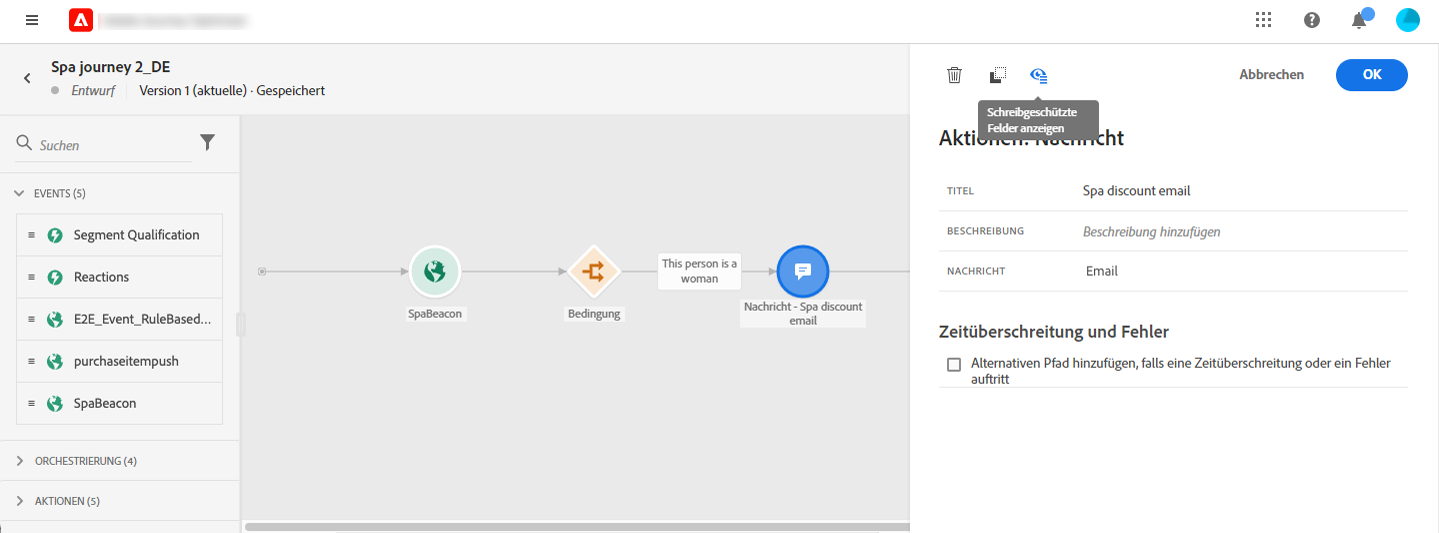 Spa journey 2_DE
Entwurf
Version 1 (aktuelle) · Gespeichert
Suchen
EVENTS (5)
Segment Qualification
Reactions
E2E_Event_RuleBased...
purchaseitempush
SpaBeacon
ORCHESTRIERUNG (4)
AKTIONEN (5)
SpaBeacon
Bedingung
This person is a
woman
Nachricht - Spa discount
email
Abbrechen
OK
Schreibgeschützte
Felder anzeigen
Aktionen: Nachricht
TITEL
Spa discount email
BESCHREIBUNG
Beschreibung hinzufügen
NACHRICHT
Email
Zeitüberschreitung und Fehler
Alternativen Pfad hinzufügen, falls eine Zeitüberschreitung oder ein Fehler
auftritt